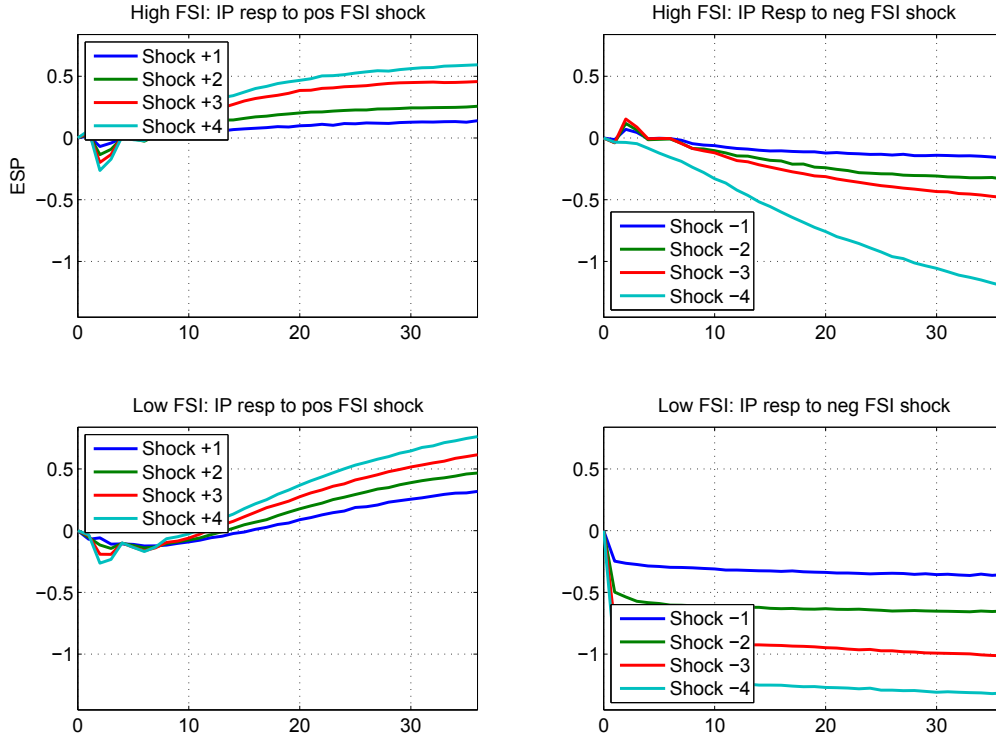 High FSI: IP resp to pos FSI shock
Shock +1
Shock +2
Shock +3
Shock +4
ESP
0.5
0
−0.5
−1
0
10
20
30
High FSI: IP Resp to neg FSI shock
0.5
0
−0.5
−1
Shock −1
Shock −2
Shock −3
Shock −4
0
10
20
30
Low FSI: IP resp to pos FSI shock
Shock +1
Shock +2
Shock +3
Shock +4
0.5
0
−0.5
−1
0
10
20
30
Low FSI: IP resp to neg FSI shock
0.5
0
−0.5
−1
Shock −1
Shock −2
Shock −3
Shock −4
0
10
20
30